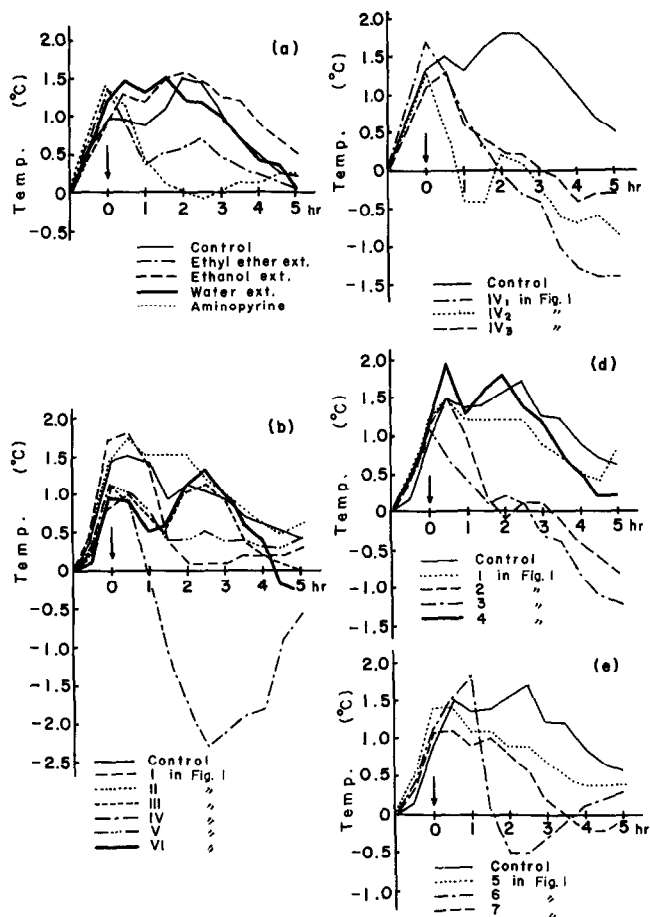 (a)
Temp. (°C)
2.0
1.5
1.0
0.5
0
-0.5
0 1 2 3 4 5 hr
Control
Ethyl ether ext.
Ethanol ext.
Water ext.
Aminopyrine
Temp. (°C)
2.0
1.5
1.0
0.5
0
-0.5
-1.0
-1.5
0 1 2 3 4 5 hr
Control
IV₁ in Fig. 1
IV₂ "
IV₃ "
(b)
Temp. (°C)
2.0
1.5
1.0
0.5
0
-0.5
-1.0
-1.5
-2.0
-2.5
0 1 2 3 4 5 hr
Control
I in Fig. 1
II "
III "
IV "
V "
VI "
(d)
Temp. (°C)
2.0
1.5
1.0
0.5
0
-0.5
-1.0
-1.5
0 1 2 3 4 5 hr
Control
1 in Fig. 1
2 "
3 "
4 "
(e)
Temp. (°C)
2.0
1.5
1.0
0.5
0
-0.5
-1.0
0 1 2 3 4 5 hr
Control
5 in Fig. 1
6 "
7 "